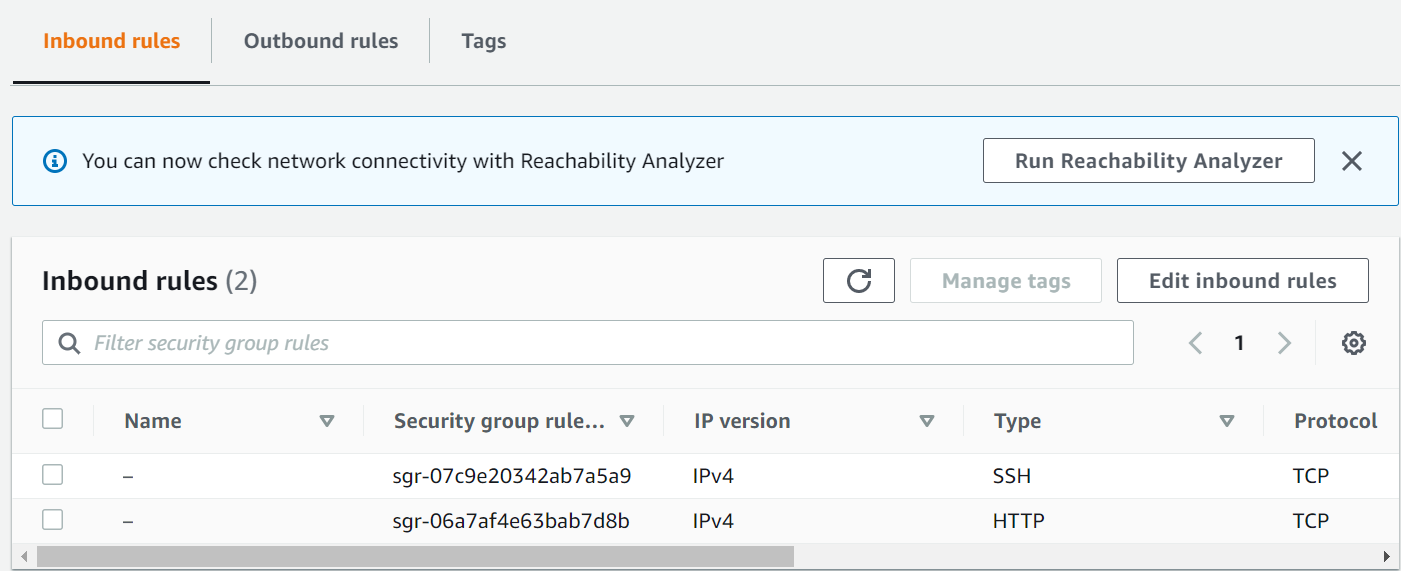 Inbound rules Outbound rules Tags
You can now check network connectivity with Reachability Analyzer Run Reachability Analyzer
Inbound rules (2) Manage tags Edit inbound rules
Filter security group rules 1
Name Security group rule... IP version Type Protocol
– sgr-07c9e20342ab7a5a9 IPv4 SSH TCP
– sgr-06a7af4e63bab7d8b IPv4 HTTP TCP